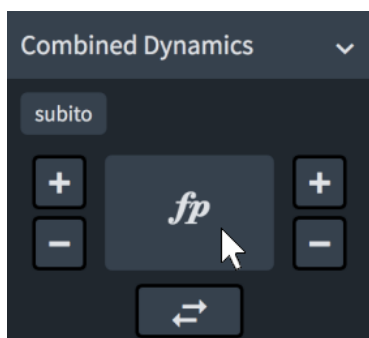 Combined Dynamics
subito
+ fp +
- -